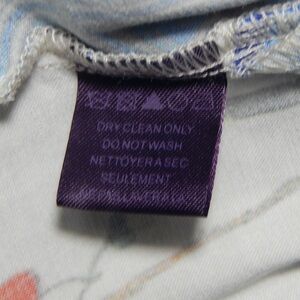 DRY CLEAN ONLY
DO NOT WASH
NETTOYER A SEC
SEULEMENT